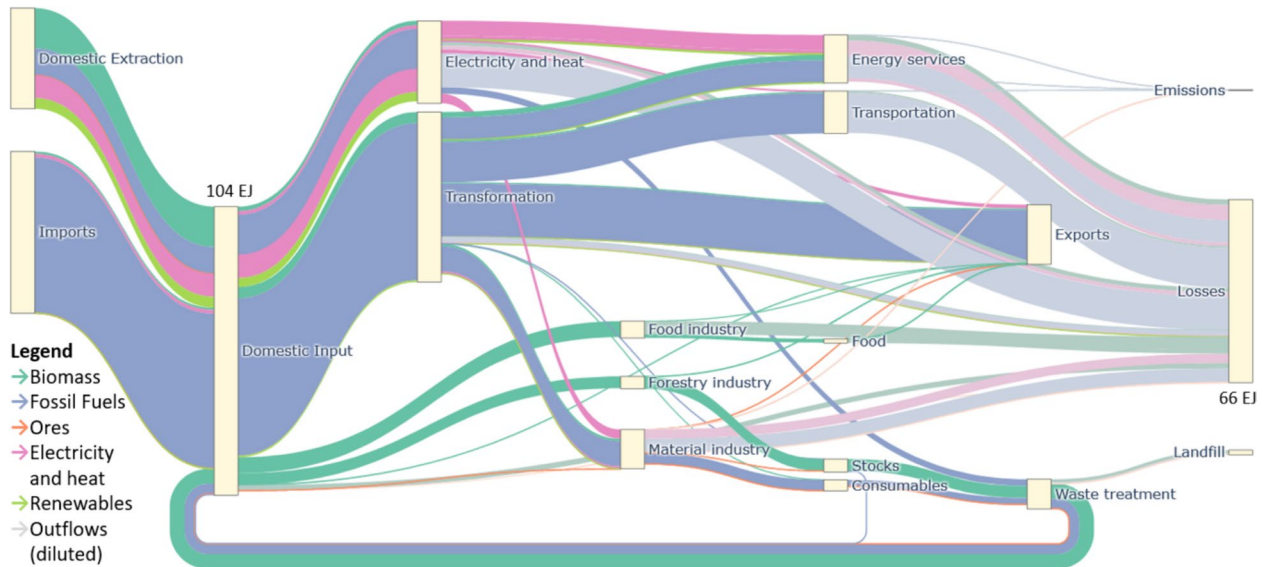 Domestic Extraction
Electricity and heat
Energy services
Emissions
Transportation
104 EJ
Transformation
Imports
Exports
Losses
Food industry
Food
Domestic Input
Legend
Biomass
Forestry industry
Fossil Fuels
66 EJ
Ores
Material industry
Electricity
and heat
Landfill
Stocks
Consumables
Waste treatment
Renewables
Outflows
(diluted)